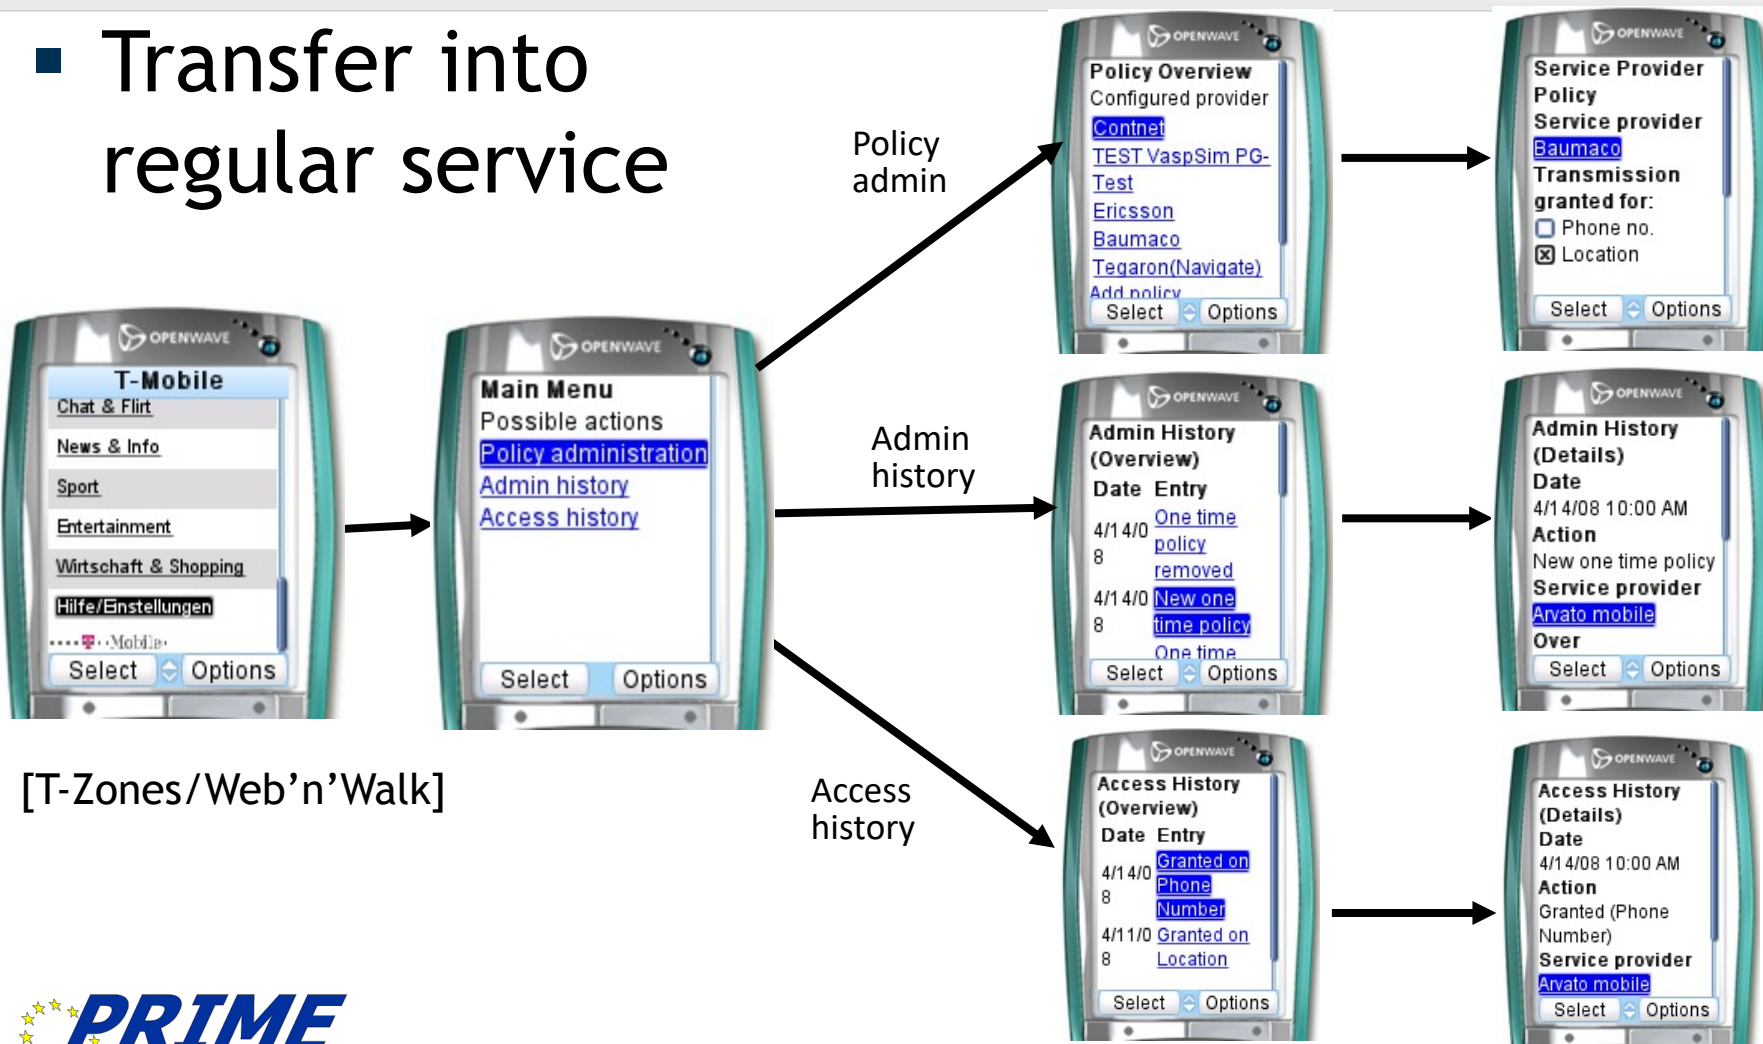 Transfer into
regular service
OPENWAVE
T-Mobile
Chat & Flirt
News & Info
Sport
Entertainment
Wirtschaft & Shopping
Hilfe/Einstellungen
Mobile
Select Options
[T-Zones/Web’n’Walk]
OPENWAVE
Main Menu
Possible actions
Policy administration
Admin history
Access history
Select Options
Policy
admin
OPENWAVE
Policy Overview
Configured provider
Contnet
TEST VaspSim PG-
Test
Ericsson
Baumaco
Tegaron(Navigate)
Add policy
Select Options
OPENWAVE
Service Provider
Policy
Service provider
Baumaco
Transmission
granted for:
Phone no.
Location
Select Options
Admin
history
OPENWAVE
Admin History
(Overview)
Date Entry
4/14/0
8
One time
policy
removed
4/14/0
8
New one
time policy
One time
Select Options
OPENWAVE
Admin History
(Details)
Date
4/14/08 10:00 AM
Action
New one time policy
Service provider
Arvato mobile
Over
Select Options
Access
history
OPENWAVE
Access History
(Overview)
Date Entry
4/14/0
8
Granted on
Phone
Number
4/11/0
8
Granted on
Location
Select Options
OPENWAVE
Access History
(Details)
Date
4/14/08 10:00 AM
Action
Granted (Phone
Number)
Service provider
Arvato mobile
Select Options
PRIME